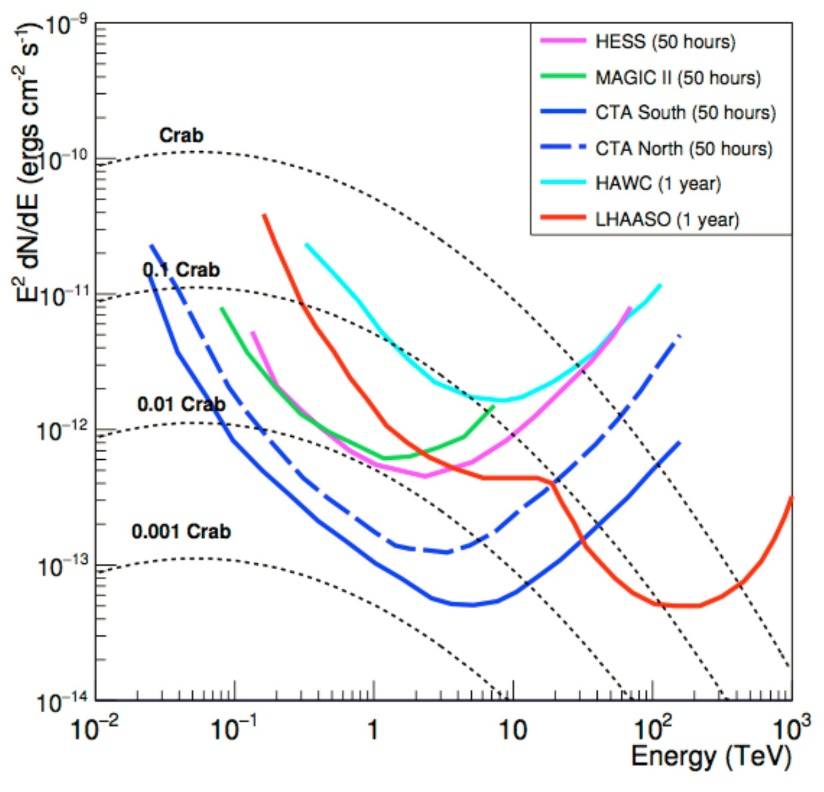 E² dN/dE (ergs cm⁻² s⁻¹)
10⁻⁹
10⁻¹⁰
10⁻¹¹
10⁻¹²
10⁻¹³
10⁻¹⁴
HESS (50 hours)
MAGIC II (50 hours)
CTA South (50 hours)
CTA North (50 hours)
HAWC (1 year)
LHAASO (1 year)
Crab
0.1 Crab
0.01 Crab
0.001 Crab
10⁻² 10⁻¹ 1 10 10² 10³
Energy (TeV)